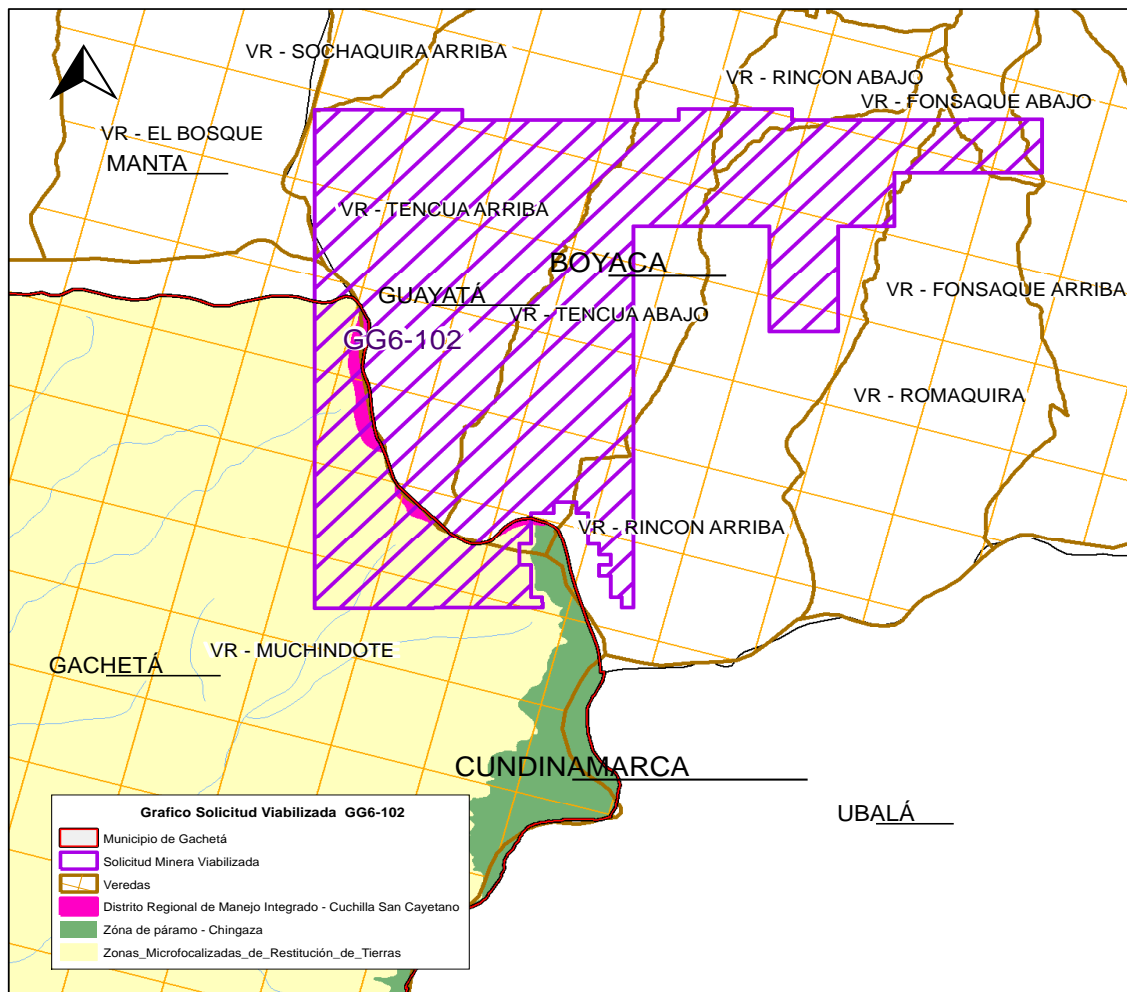 VR - SOCHAQUIRA ARRIBA
VR - RINCON ABAJO
VR - FONSAQUE ABAJO
VR - EL BOSQUE
MANTA
VR - TENCUA ARRIBA
BOYACA
VR - FONSAQUE ARRIBA
GUAYATÁ
VR - TENCUA ABAJO
GG6-102
VR - ROMAQUIRA
VR - RINCON ARRIBA
VR - MUCHINDOTE
GACHETÁ
CUNDINAMARCA
UBALÁ
Grafico Solicitud Viabilizada GG6-102
Municipio de Gachetá
Solicitud Minera Viabilizada
Veredas
Distrito Regional de Manejo Integrado - Cuchilla San Cayetano
Zóna de páramo - Chingaza
Zonas_Microfocalizadas_de_Restitución_de_Tierras